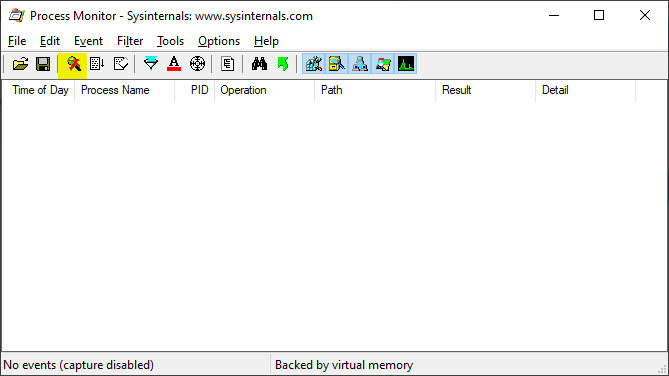 Process Monitor - Sysinternals: www.sysinternals.com
File Edit Event Filter Tools Options Help
Time of Day Process Name PID Operation Path Result Detail
No events (capture disabled) Backed by virtual memory